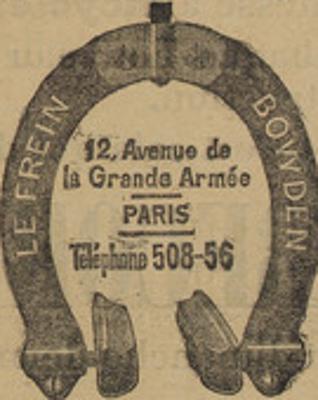 LE FREIN BOWDEN
12, Avenue de
la Grande Armée
PARIS
Téléphone 508-56